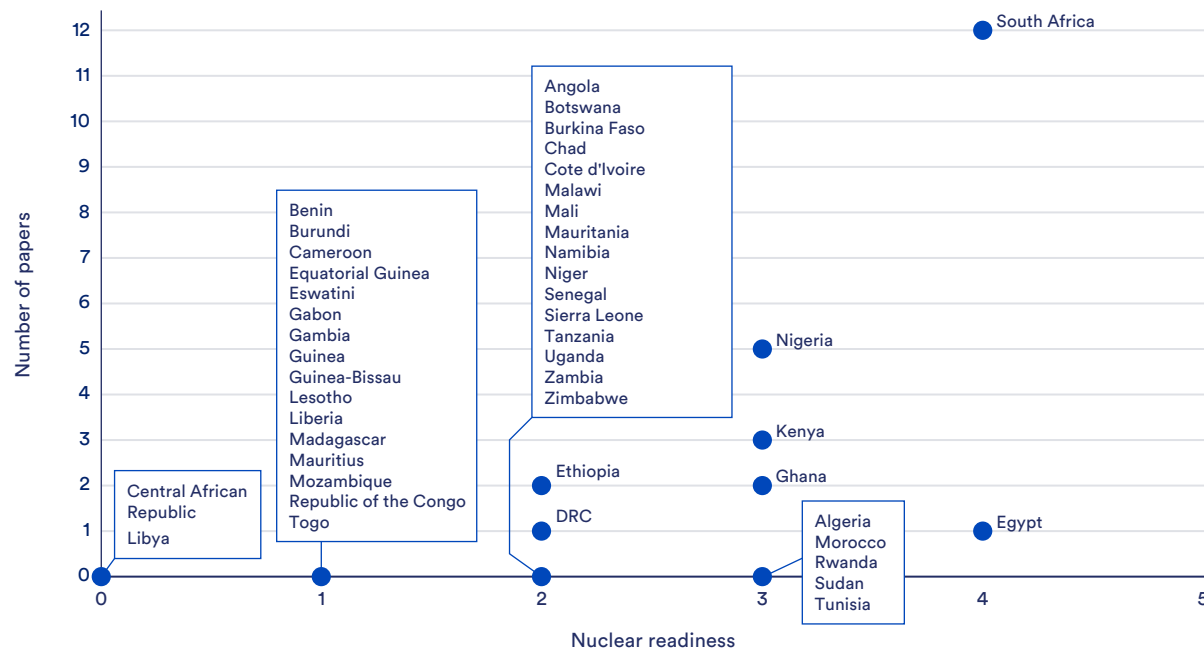 12
11
10
9
8
7
6
5
4
3
2
1
0
Number of papers
South Africa
Angola
Botswana
Burkina Faso
Chad
Cote d'Ivoire
Malawi
Mali
Mauritania
Namibia
Niger
Senegal
Sierra Leone
Tanzania
Uganda
Zambia
Zimbabwe
Benin
Burundi
Cameroon
Equatorial Guinea
Eswatini
Gabon
Gambia
Guinea
Guinea-Bissau
Lesotho
Liberia
Madagascar
Mauritius
Mozambique
Republic of the Congo
Togo
Nigeria
Kenya
Ghana
Ethiopia
DRC
Central African
Republic
Libya
Algeria
Morocco
Rwanda
Sudan
Tunisia
Egypt
0
1
2
3
4
5
Nuclear readiness